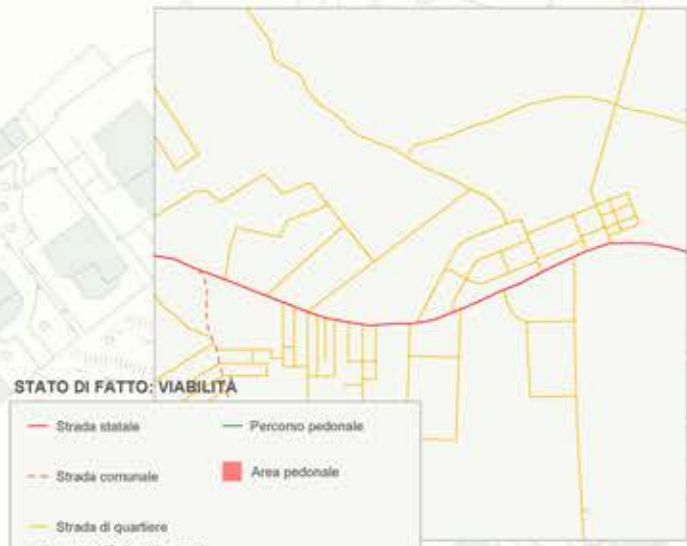 STATO DI FATTO: VIABILITÀ
Strada statale
Percorso pedonale
Strada comunale
Area pedonale
Strada di quartiere